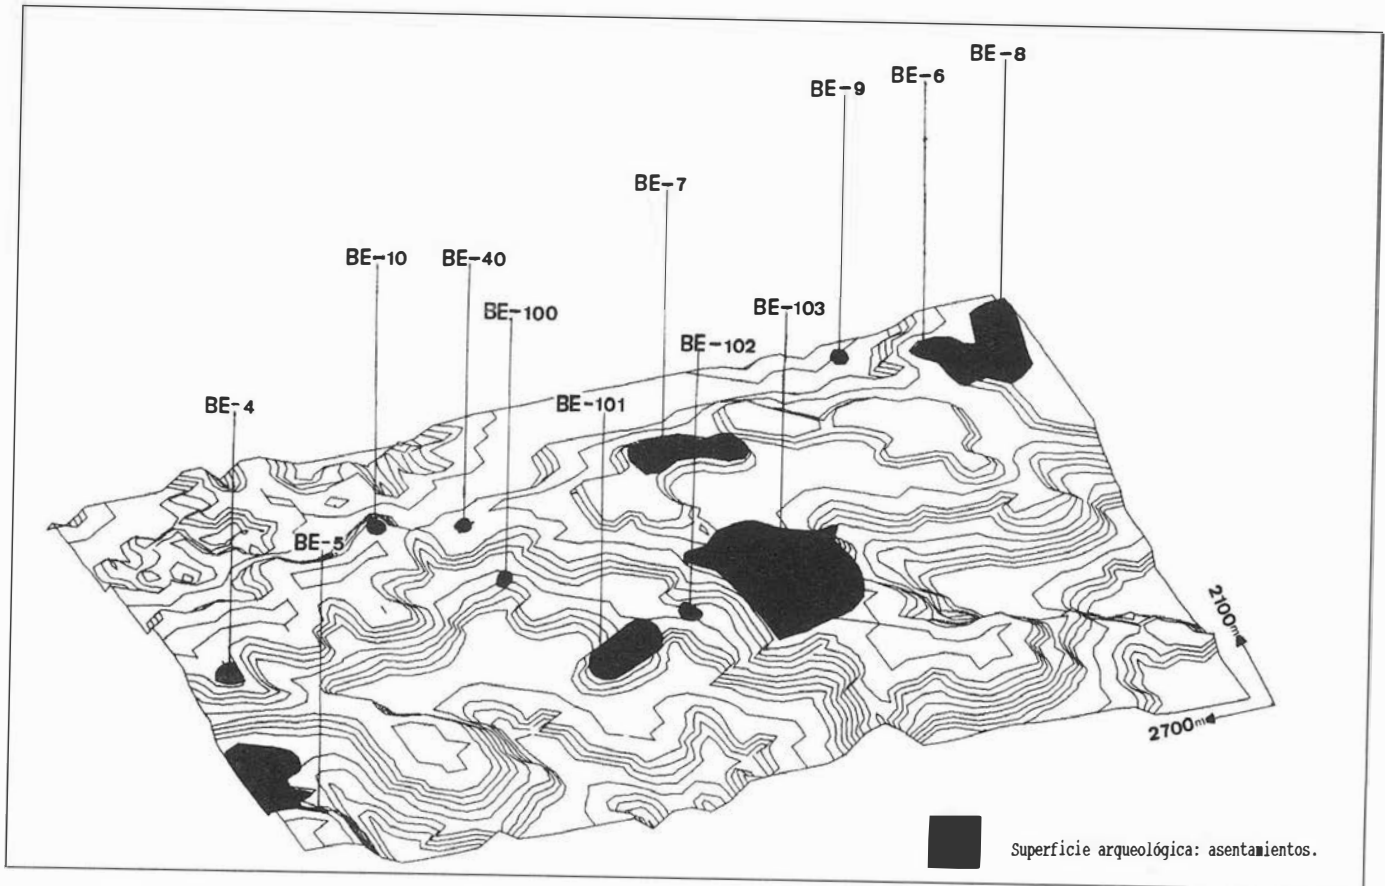 BE-8
BE-6
BE-9
BE-7
BE-10
BE-40
BE-103
BE-100
BE-102
BE-4
BE-101
BE-5
2100m
2700m
Superficie arqueológica: asentamientos.